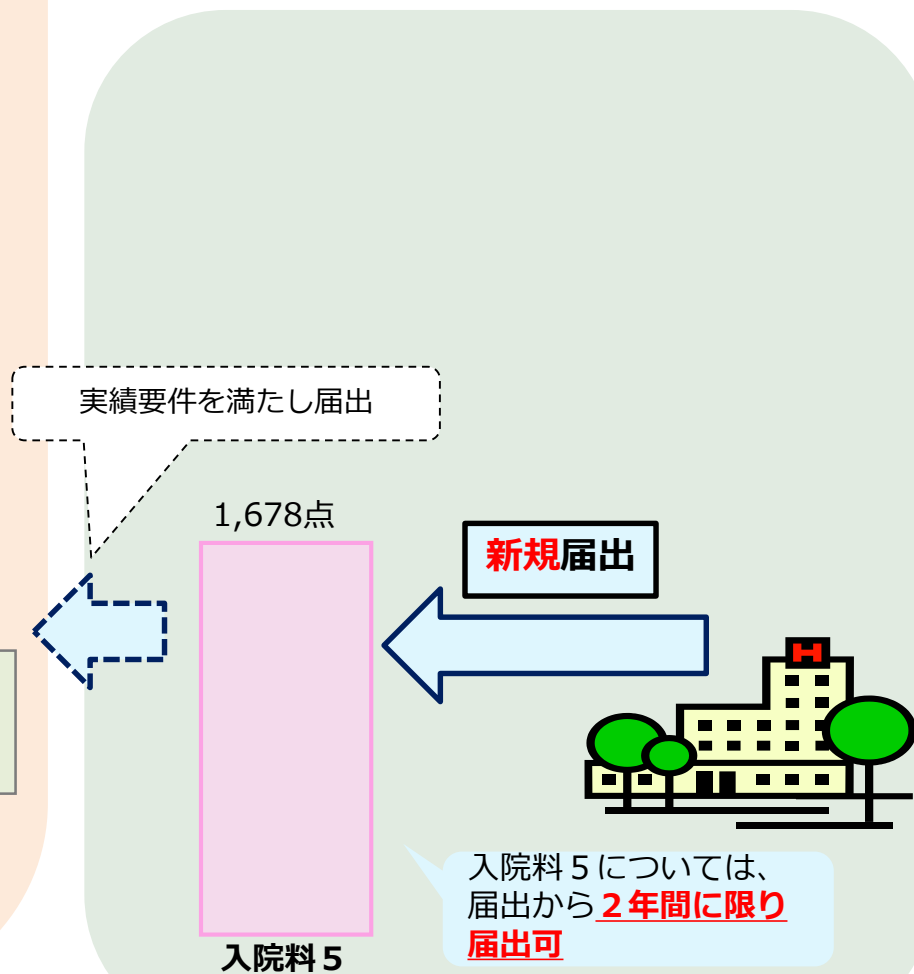 実績要件を満たし届出
1,678点
新規届出
H
入院料５
入院料５については、
届出から２年間に限り
届出可